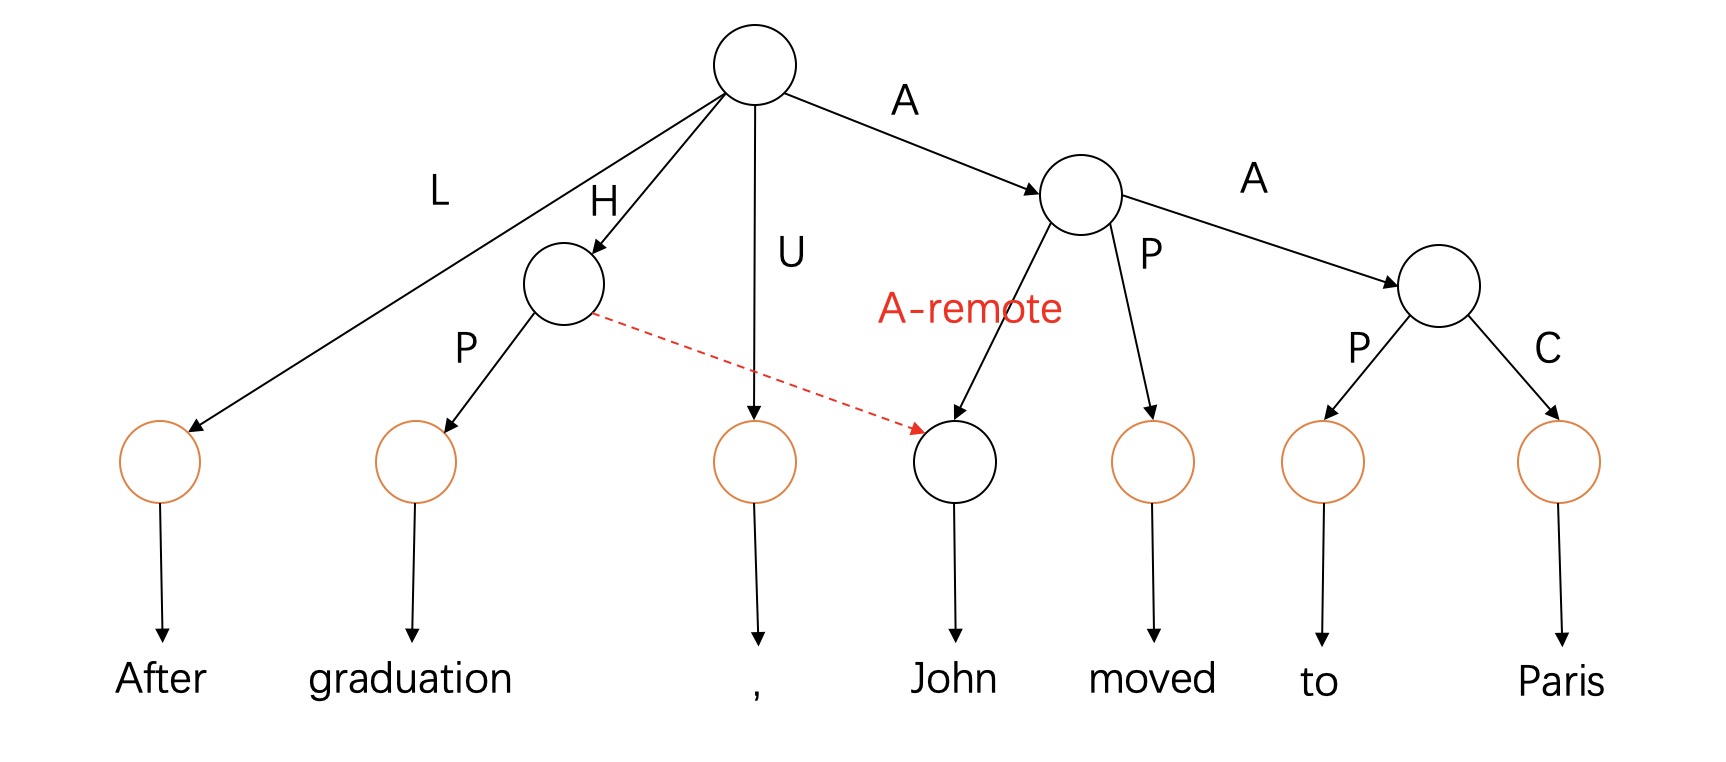 A
L
H
A
U
P
A-remote
P
P
C
After graduation , John moved to Paris